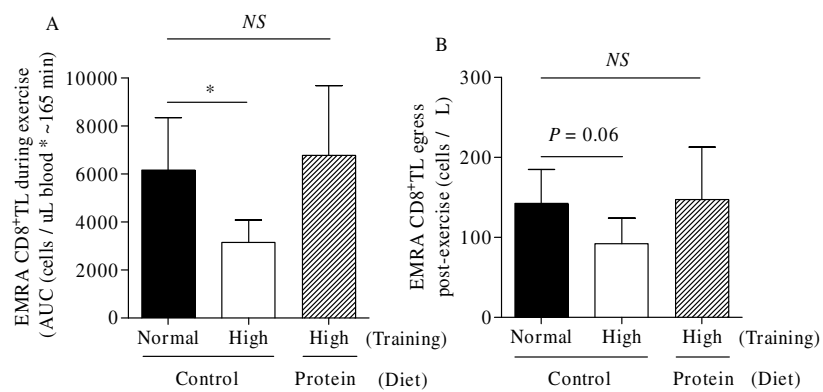 A
NS
*
EMRA CD8+TL during exercise
(AUC (cells / uL blood * ~165 min)
10000
8000
6000
4000
2000
0
Normal High High (Training)
Control Protein (Diet)
B
NS
P = 0.06
EMRA CD8+TL egress
post-exercise (cells / L)
300
200
100
0
Normal High High (Training)
Control Protein (Diet)